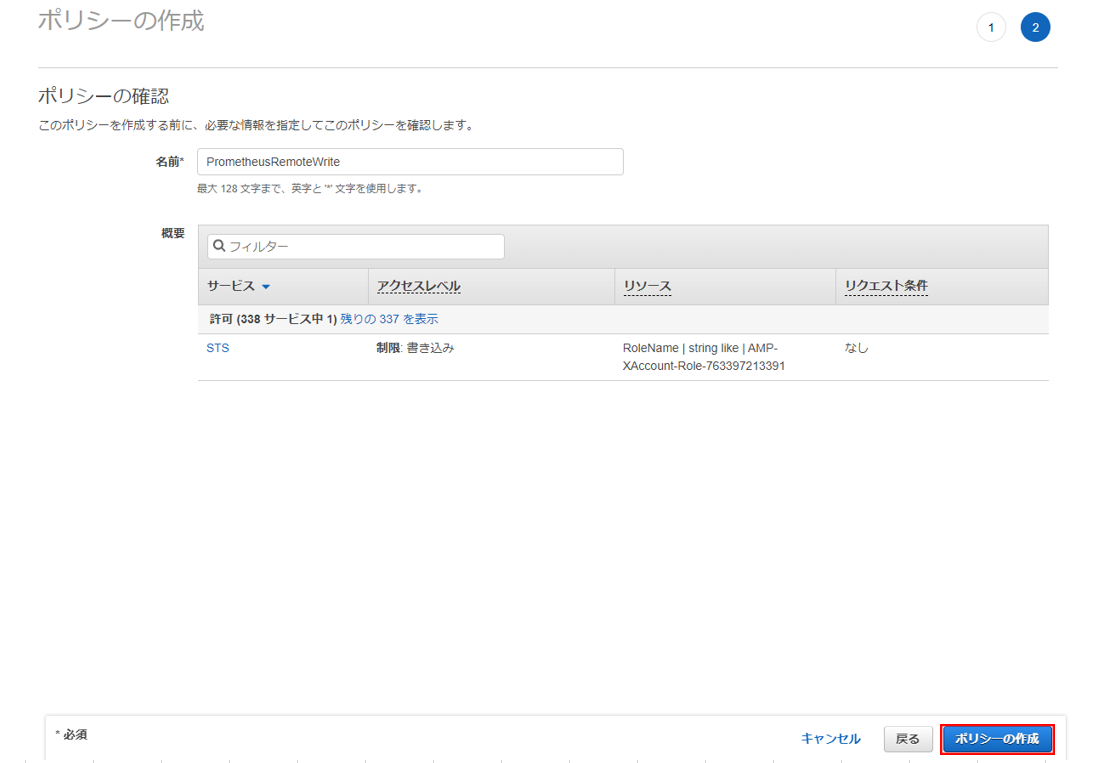 ポリシーの作成
1
2
ポリシーの確認
このポリシーを作成する前に、必要な情報を指定してこのポリシーを確認します。
名前*
PrometheusRemoteWrite
最大 128 文字まで、英字と '*' 文字を使用します。
概要
フィルター
サービス
アクセスレベル
リソース
リクエスト条件
許可 (338 サービス中 1) 残りの 337 を表示
STS
制限: 書き込み
RoleName | string like | AMP-
XAccount-Role-763397213391
なし
* 必須
キャンセル
戻る
ポリシーの作成